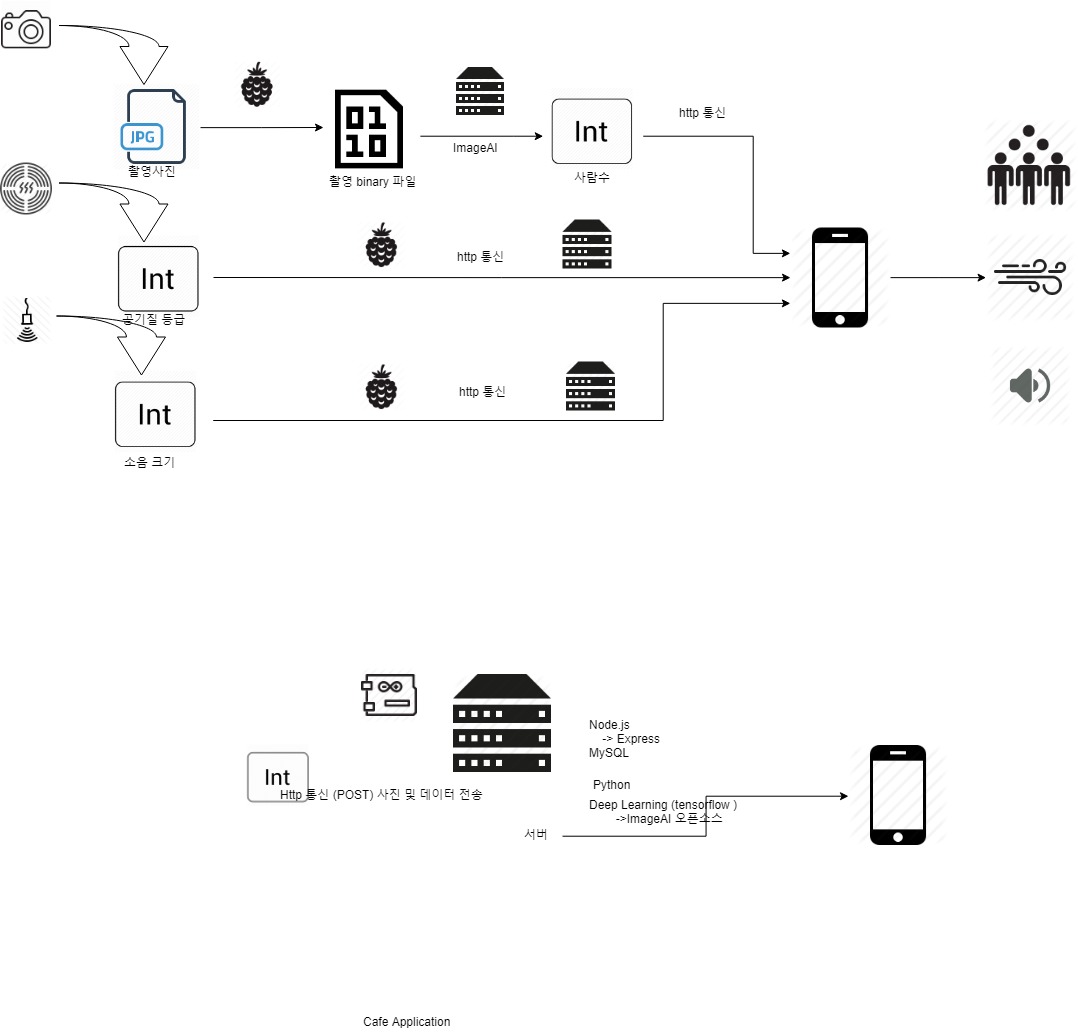 JPG
촬영사진
0110
촬영 binary 파일
ImageAI
Int
사람수
http 통신
Int
공기질 등급
http 통신
Int
소음 크기
http 통신
Node.js
-> Express
MySQL
Python
Deep Learning (tensorflow )
->ImageAI 오픈소스
Int
Http 통신 (POST) 사진 및 데이터 전송
서버
Cafe Application